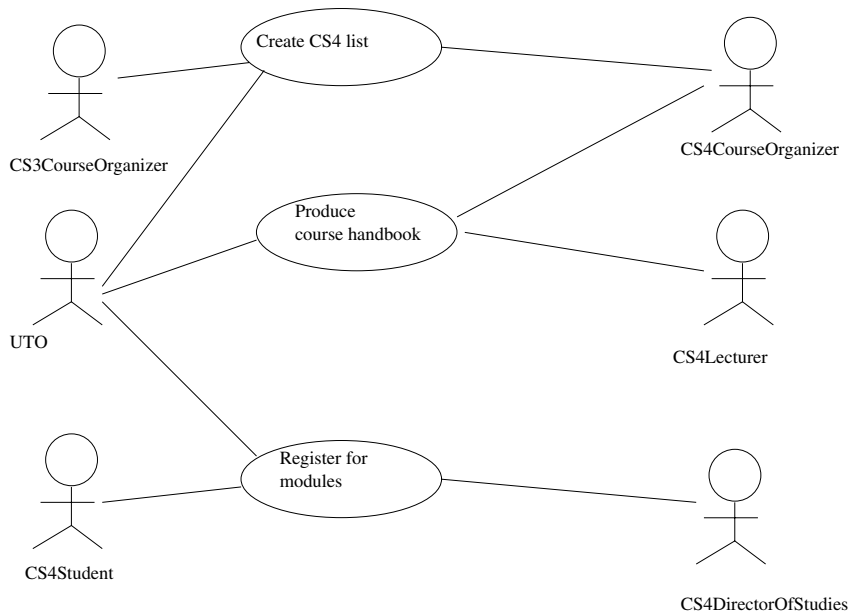 Create CS4 list
CS3CourseOrganizer
CS4CourseOrganizer
Produce
course handbook
UTO
CS4Lecturer
Register for
modules
CS4Student
CS4DirectorOfStudies